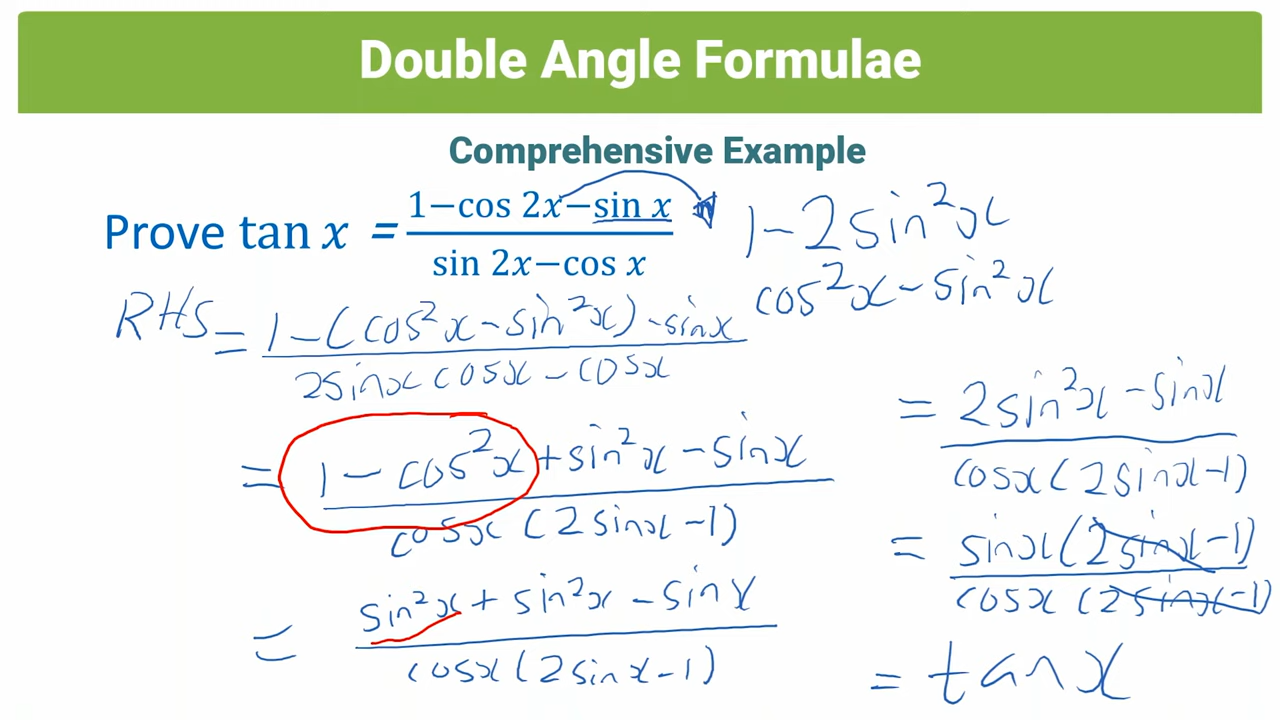 Double Angle Formulae
Comprehensive Example
Prove tan x = (1−cos 2x−sin x)/(sin 2x−cos x)
1 − 2sin²x
cos²x − sin²x
RHS = (1 − (cos²x − sin²x) - sinx)/(2sinx cosx − cosx)
= (1 − cos²x + sin²x − sinx)/(cosx (2sinx −1))
= (sin²x + sin²x − sinx)/(cosx (2sinx −1))
= (2sin²x − sinx)/(cosx (2sinx −1))
= (sinx (2sinx −1))/(cosx (2sinx −1))
= tanx